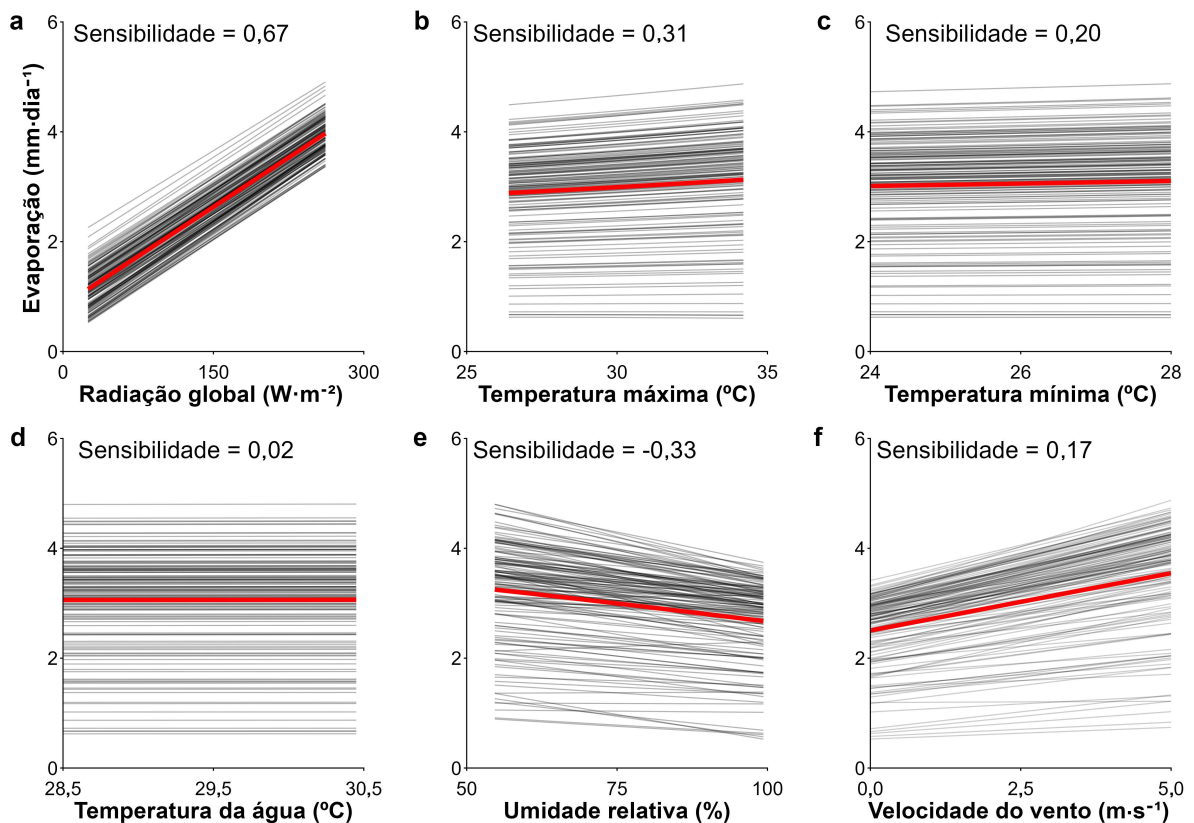 a
Sensibilidade = 0,67
Evaporação (mm·dia⁻¹)
6
4
2
0
0
150
300
Radiação global (W·m⁻²)
b
Sensibilidade = 0,31
6
4
2
0
25
30
35
Temperatura máxima (ºC)
c
Sensibilidade = 0,20
6
4
2
0
24
26
28
Temperatura mínima (ºC)
d
Sensibilidade = 0,02
6
4
2
0
28,5
29,5
30,5
Temperatura da água (ºC)
e
Sensibilidade = -0,33
6
4
2
0
50
75
100
Umidade relativa (%)
f
Sensibilidade = 0,17
6
4
2
0
0,0
2,5
5,0
Velocidade do vento (m·s⁻¹)